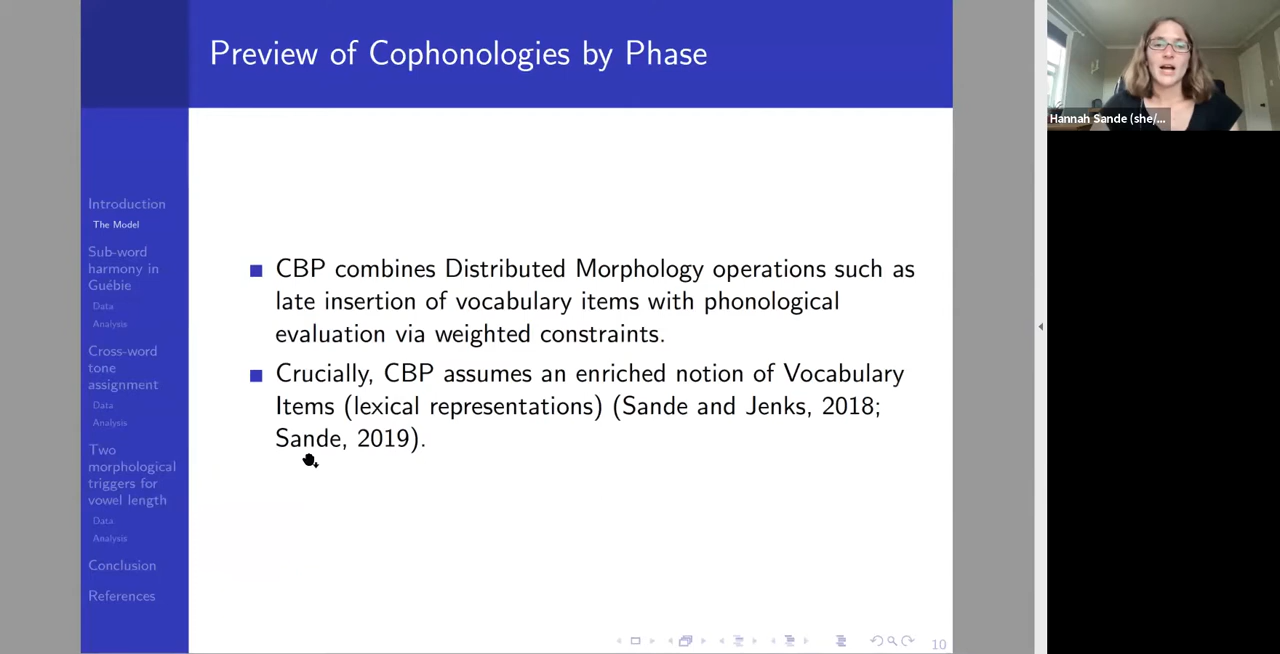 Preview of Cophonologies by Phase
Introduction
The Model
Sub-word
harmony in
Guébie
Data
Analysis
Cross-word
tone
assignment
Data
Analysis
Two
morphological
triggers for
vowel length
Data
Analysis
Conclusion
References
CBP combines Distributed Morphology operations such as
late insertion of vocabulary items with phonological
evaluation via weighted constraints.
Crucially, CBP assumes an enriched notion of Vocabulary
Items (lexical representations) (Sande and Jenks, 2018;
Sande, 2019).
10
Hannah Sande (she/...